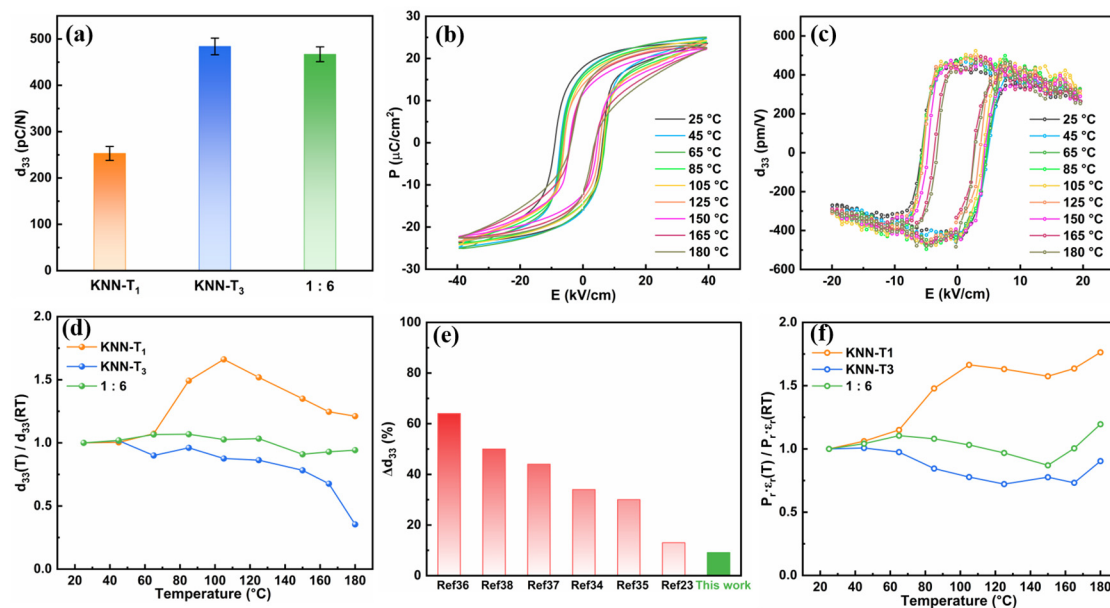 (a)
d33 (pC/N)
500
400
300
200
100
0
KNN-T1 KNN-T3 1 : 6
(b)
P (μC/cm2)
30
20
10
0
-10
-20
-30
25 °C
45 °C
65 °C
85 °C
105 °C
125 °C
150 °C
165 °C
180 °C
-40 -20 0 20 40
E (kV/cm)
(c)
d33 (pm/V)
600
400
200
0
-200
-400
-600
25 °C
45 °C
65 °C
85 °C
105 °C
125 °C
150 °C
165 °C
180 °C
-20 -10 0 10 20
E (kV/cm)
(d)
d33(T) / d33(RT)
2.0
1.5
1.0
0.5
0.0
KNN-T1
KNN-T3
1 : 6
20 40 60 80 100 120 140 160 180
Temperature (°C)
(e)
Δd33 (%)
100
80
60
40
20
0
Ref36 Ref38 Ref37 Ref34 Ref35 Ref23 This work
(f)
Pr·εr(T) / Pr·εr(RT)
2.0
1.5
1.0
0.5
0.0
KNN-T1
KNN-T3
1 : 6
20 40 60 80 100 120 140 160 180
Temperature (°C)